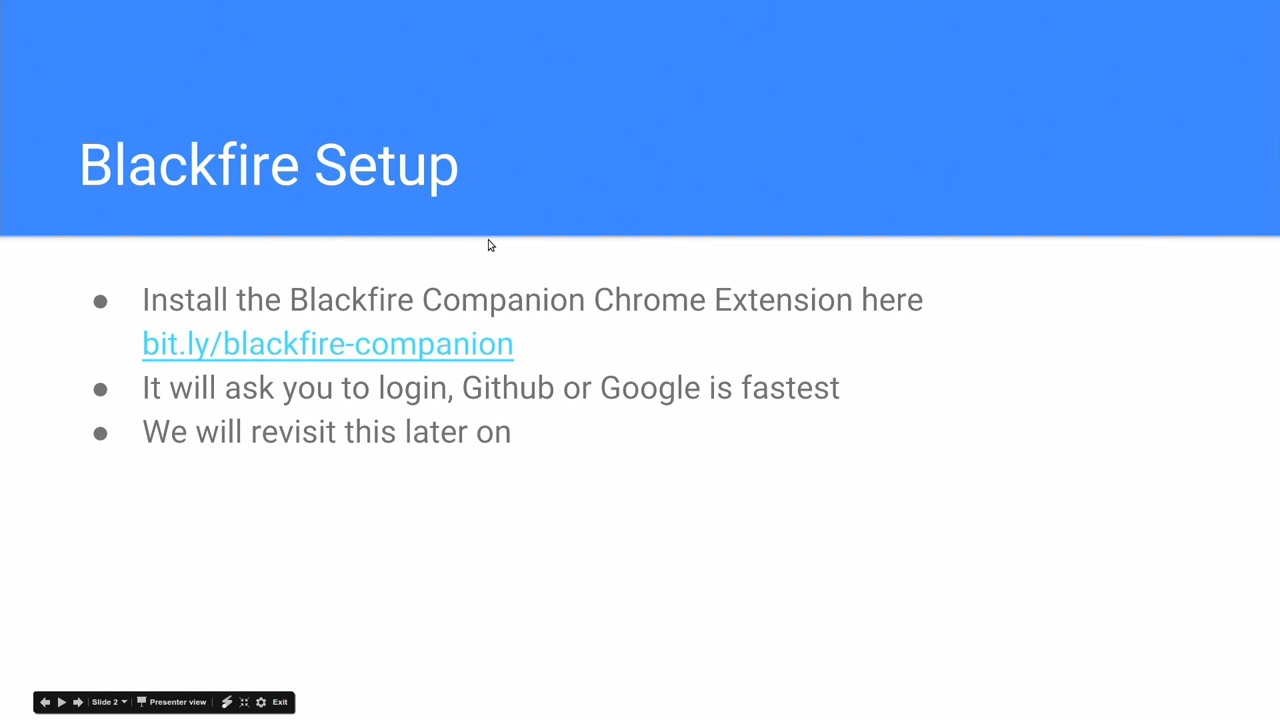 Blackfire Setup
● Install the Blackfire Companion Chrome Extension here
bit.ly/blackfire-companion
● It will ask you to login, Github or Google is fastest
● We will revisit this later on
Slide 2 Presenter view Exit